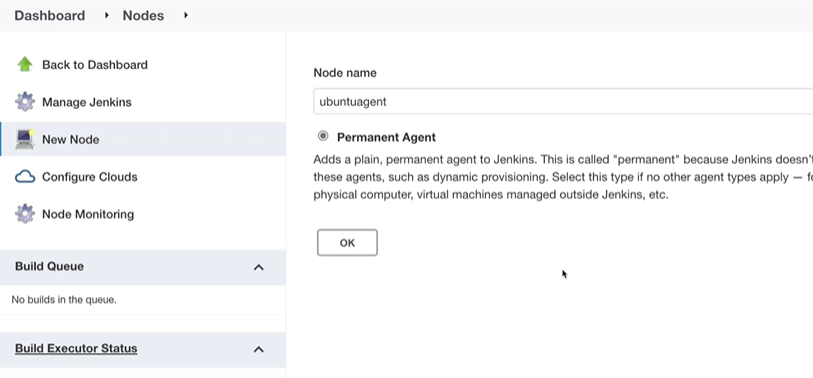 Dashboard
Nodes
Back to Dashboard
Manage Jenkins
New Node
Configure Clouds
Node Monitoring
Build Queue
No builds in the queue.
Build Executor Status
Node name
ubuntuagent
Permanent Agent
Adds a plain, permanent agent to Jenkins. This is called "permanent" because Jenkins doesn't
these agents, such as dynamic provisioning. Select this type if no other agent types apply —
physical computer, virtual machines managed outside Jenkins, etc.
OK